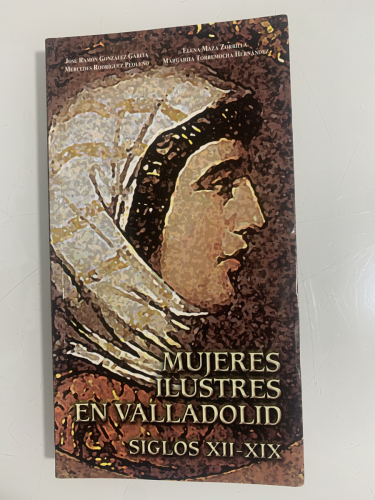 JOSÉ RAMÓN GONZÁLEZ GARCÍA
MERCEDES RODRÍGUEZ PEQUEÑO
ELENA MAZA ZORRILLA
MARGARITA TORREMOCHA HERNÁNDEZ
MUJERES
ILUSTRES
EN VALLADOLID
SIGLOS XII-XIX